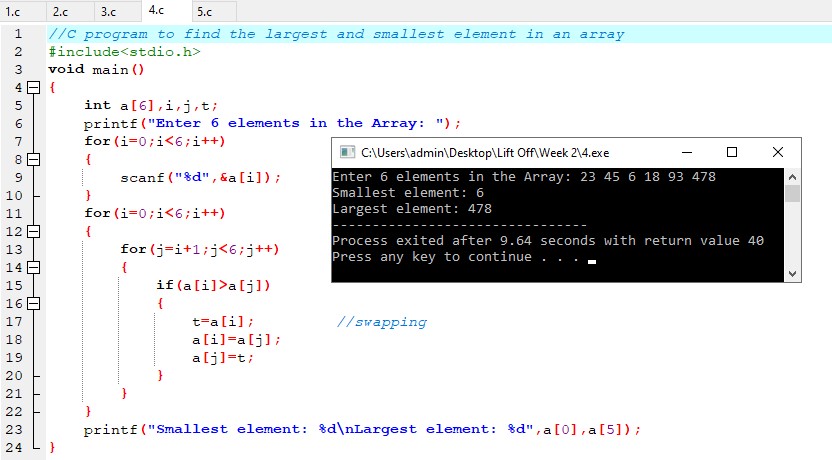 1.c 2.c 3.c 4.c 5.c
1 //C program to find the largest and smallest element in an array
2 #include<stdio.h>
3 void main()
4 {
5 int a[6],i,j,t;
6 printf("Enter 6 elements in the Array: ");
7 for(i=0;i<6;i++)
8 {
9 scanf("%d",&a[i]);
10 }
11 for(i=0;i<6;i++)
12 {
13 for(j=i+1;j<6;j++)
14 {
15 if(a[i]>a[j])
16 {
17 t=a[i]; //swapping
18 a[i]=a[j];
19 a[j]=t;
20 }
21 }
22 }
23 printf("Smallest element: %d\nLargest element: %d",a[0],a[5]);
24 }
C:\Users\admin\Desktop\Lift Off\Week 2\4.exe
Enter 6 elements in the Array: 23 45 6 18 93 478
Smallest element: 6
Largest element: 478
--------------------------------
Process exited after 9.64 seconds with return value 40
Press any key to continue . . .